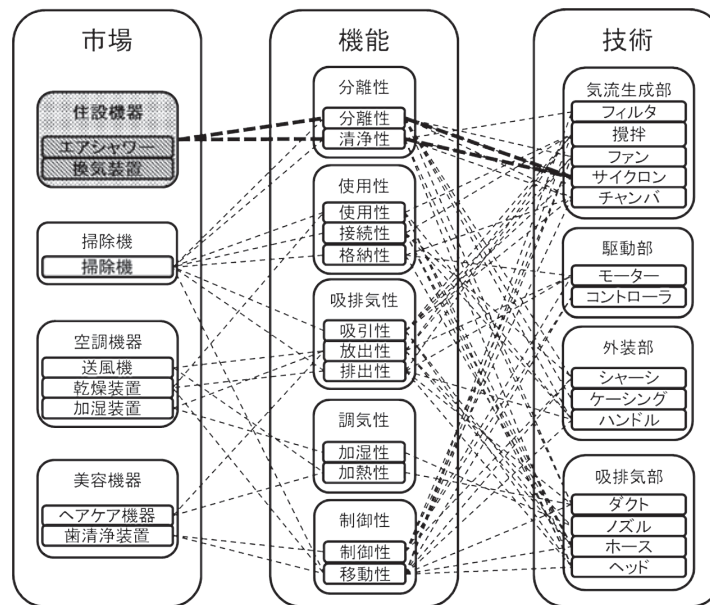 市場
住設機器
エアシャワー
換気装置
掃除機
掃除機
空調機器
送風機
乾燥装置
加湿装置
美容機器
ヘアケア機器
歯清浄装置
機能
分離性
分離性
清浄性
使用性
使用性
接続性
格納性
吸排気性
吸引性
放出性
排出性
調気性
加湿性
加熱性
制御性
制御性
移動性
技術
気流生成部
フィルタ
攪拌
ファン
サイクロン
チャンバ
駆動部
モーター
コントローラ
外装部
シャーシ
ケーシング
ハンドル
吸排気部
ダクト
ノズル
ホース
ヘッド